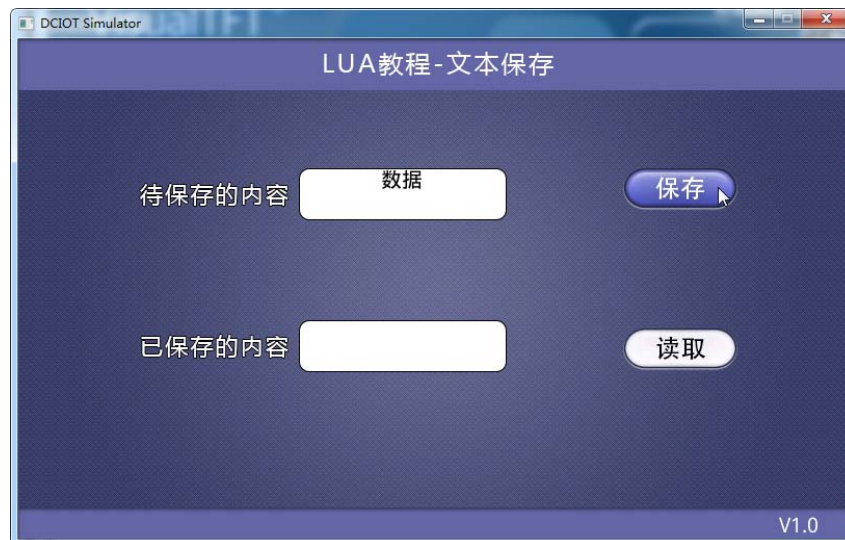 DCIOT Simulator
LUA教程-文本保存
待保存的内容
数据
保存
已保存的内容
读取
V1.0